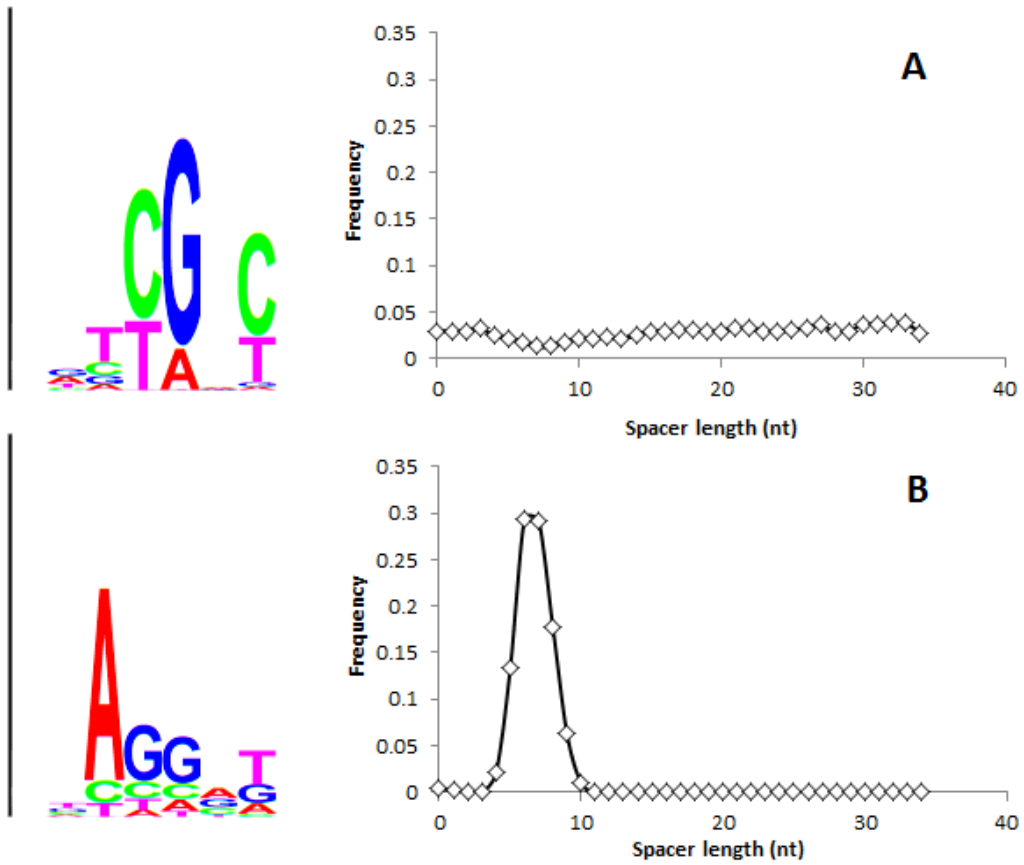 A
0.35
0.3
0.25
0.2
0.15
0.1
0.05
0
Frequency
0 10 20 30 40
Spacer length (nt)
C G C
T T A T
B
0.35
0.3
0.25
0.2
0.15
0.1
0.05
0
Frequency
0 10 20 30 40
Spacer length (nt)
A G G T
C C C A G
T T A G A